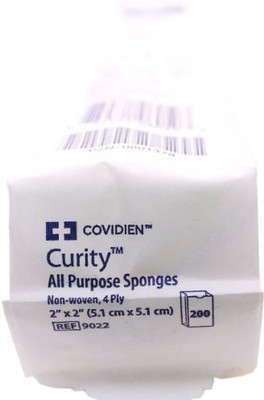 COVIDIEN™
Curity™
All Purpose Sponges
Non-woven, 4 Ply
2" x 2" (5.1 cm x 5.1 cm)
200
REF 9022